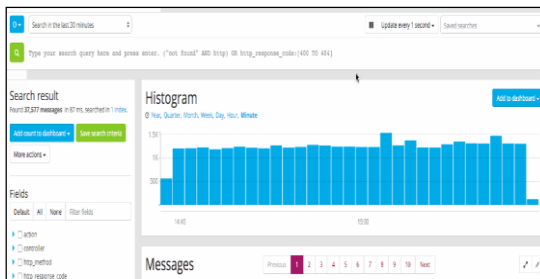 Search in the last 20 minutes
Update every 1 second
Saved searches
Type your search query here and press enter. ("not found" AND http) OR http_response_code:[400 TO 404]
Search result
Found 37,577 messages in 87 ms, searched in 1 index.
Add count to dashboard
Save search criteria
More actions
Fields
Default All None Filter fields
action
controller
http_method
http_response_code
Histogram
Add to dashboard
Year, Quarter, Month, Week, Day, Hour, Minute
1.5K
1K
500
14:45
15:00
Messages
Previous 1 2 3 4 5 6 7 8 9 10 Next